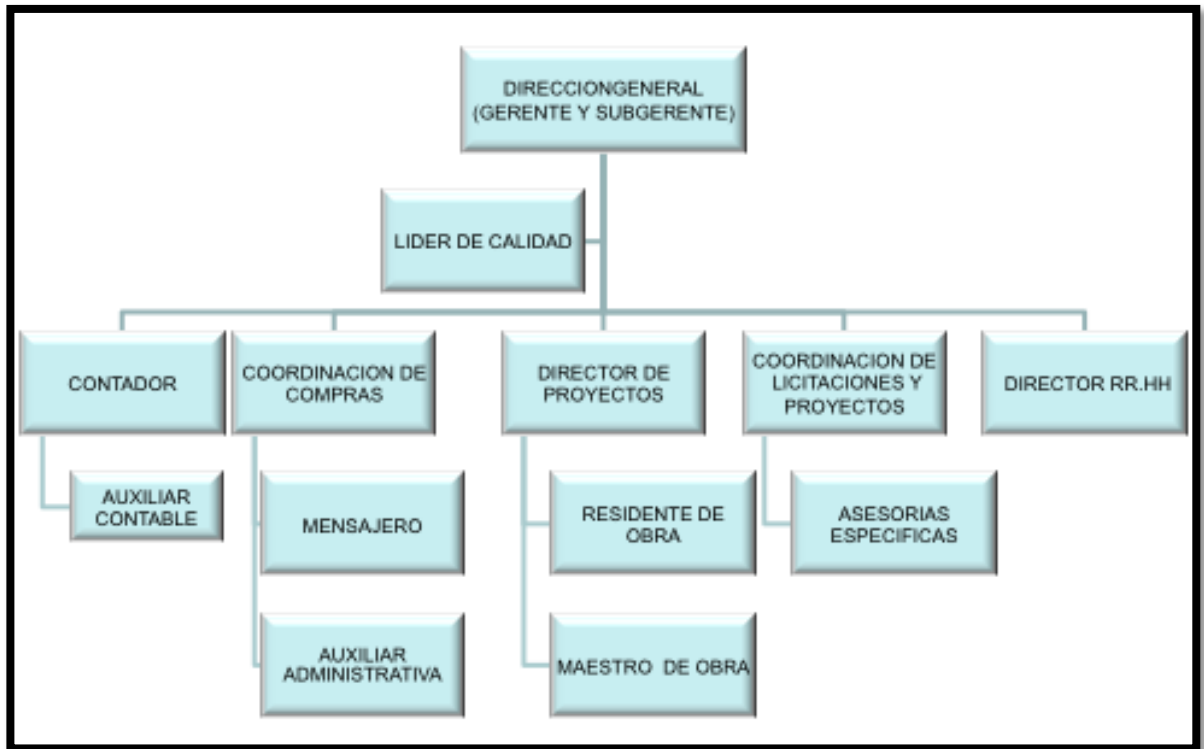 DIRECCIONGENERAL
(GERENTE Y SUBGERENTE)
LIDER DE CALIDAD
CONTADOR
COORDINACION DE
COMPRAS
DIRECTOR DE
PROYECTOS
COORDINACION DE
LICITACIONES Y
PROYECTOS
DIRECTOR RR.HH
AUXILIAR
CONTABLE
MENSAJERO
RESIDENTE DE
OBRA
ASESORIAS
ESPECIFICAS
AUXILIAR
ADMINISTRATIVA
MAESTRO DE OBRA